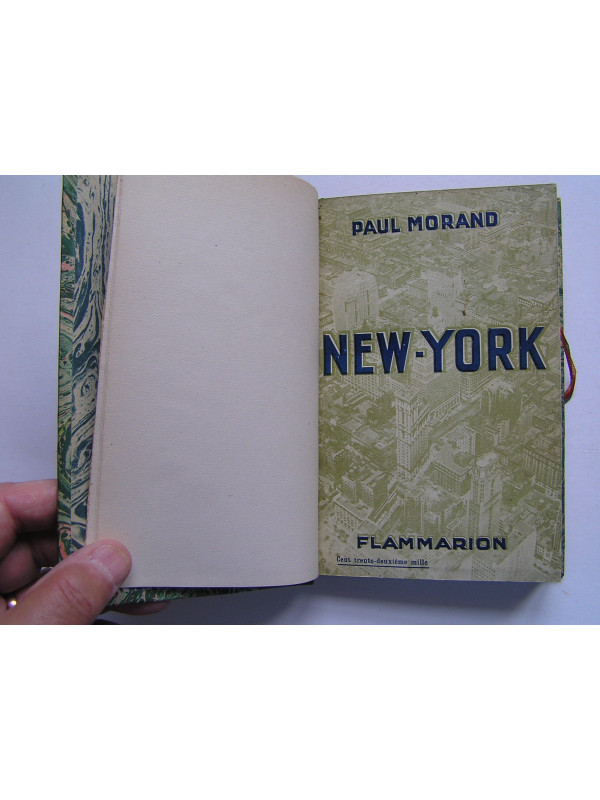 PAUL MORAND
NEW-YORK
FLAMMARION
Cent trente-deuxième mille